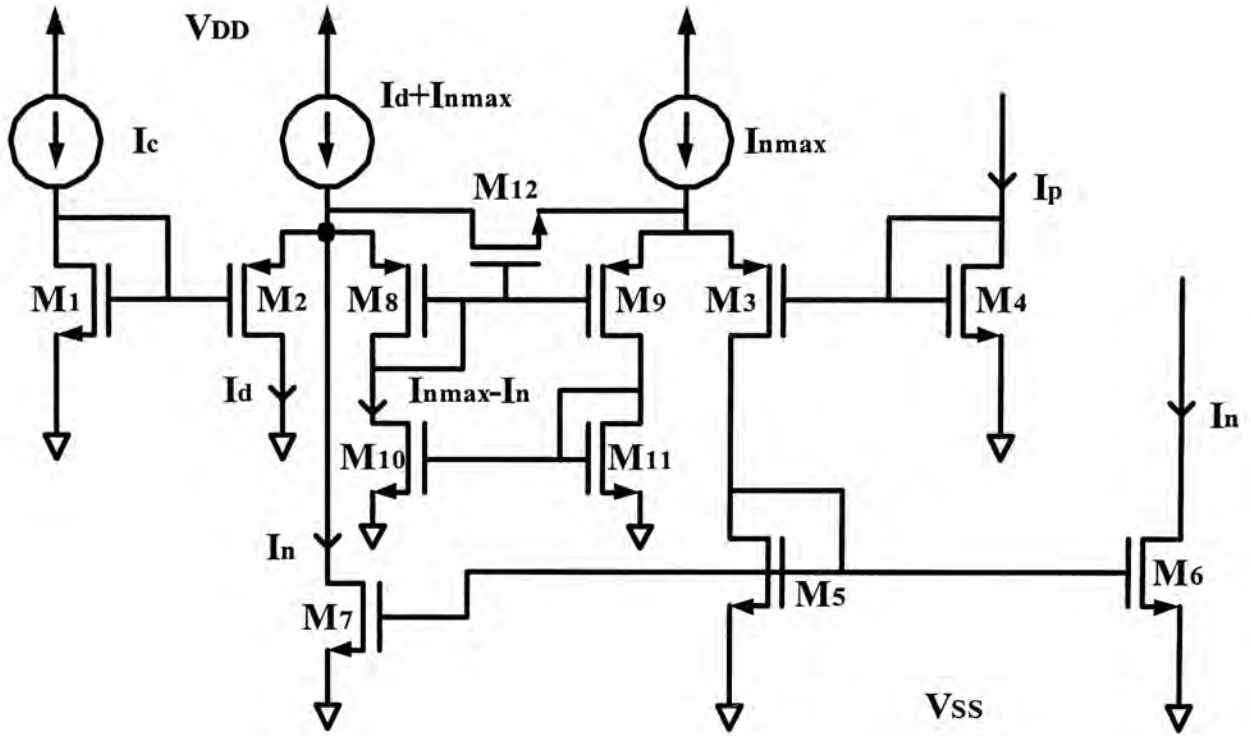 VDD
Id+Inmax
Ic
Inmax
M12
Ip
M1
M2
M8
M9
M3
M4
Id
Inmax-In
In
M10
M11
In
M7
M5
M6
VSS